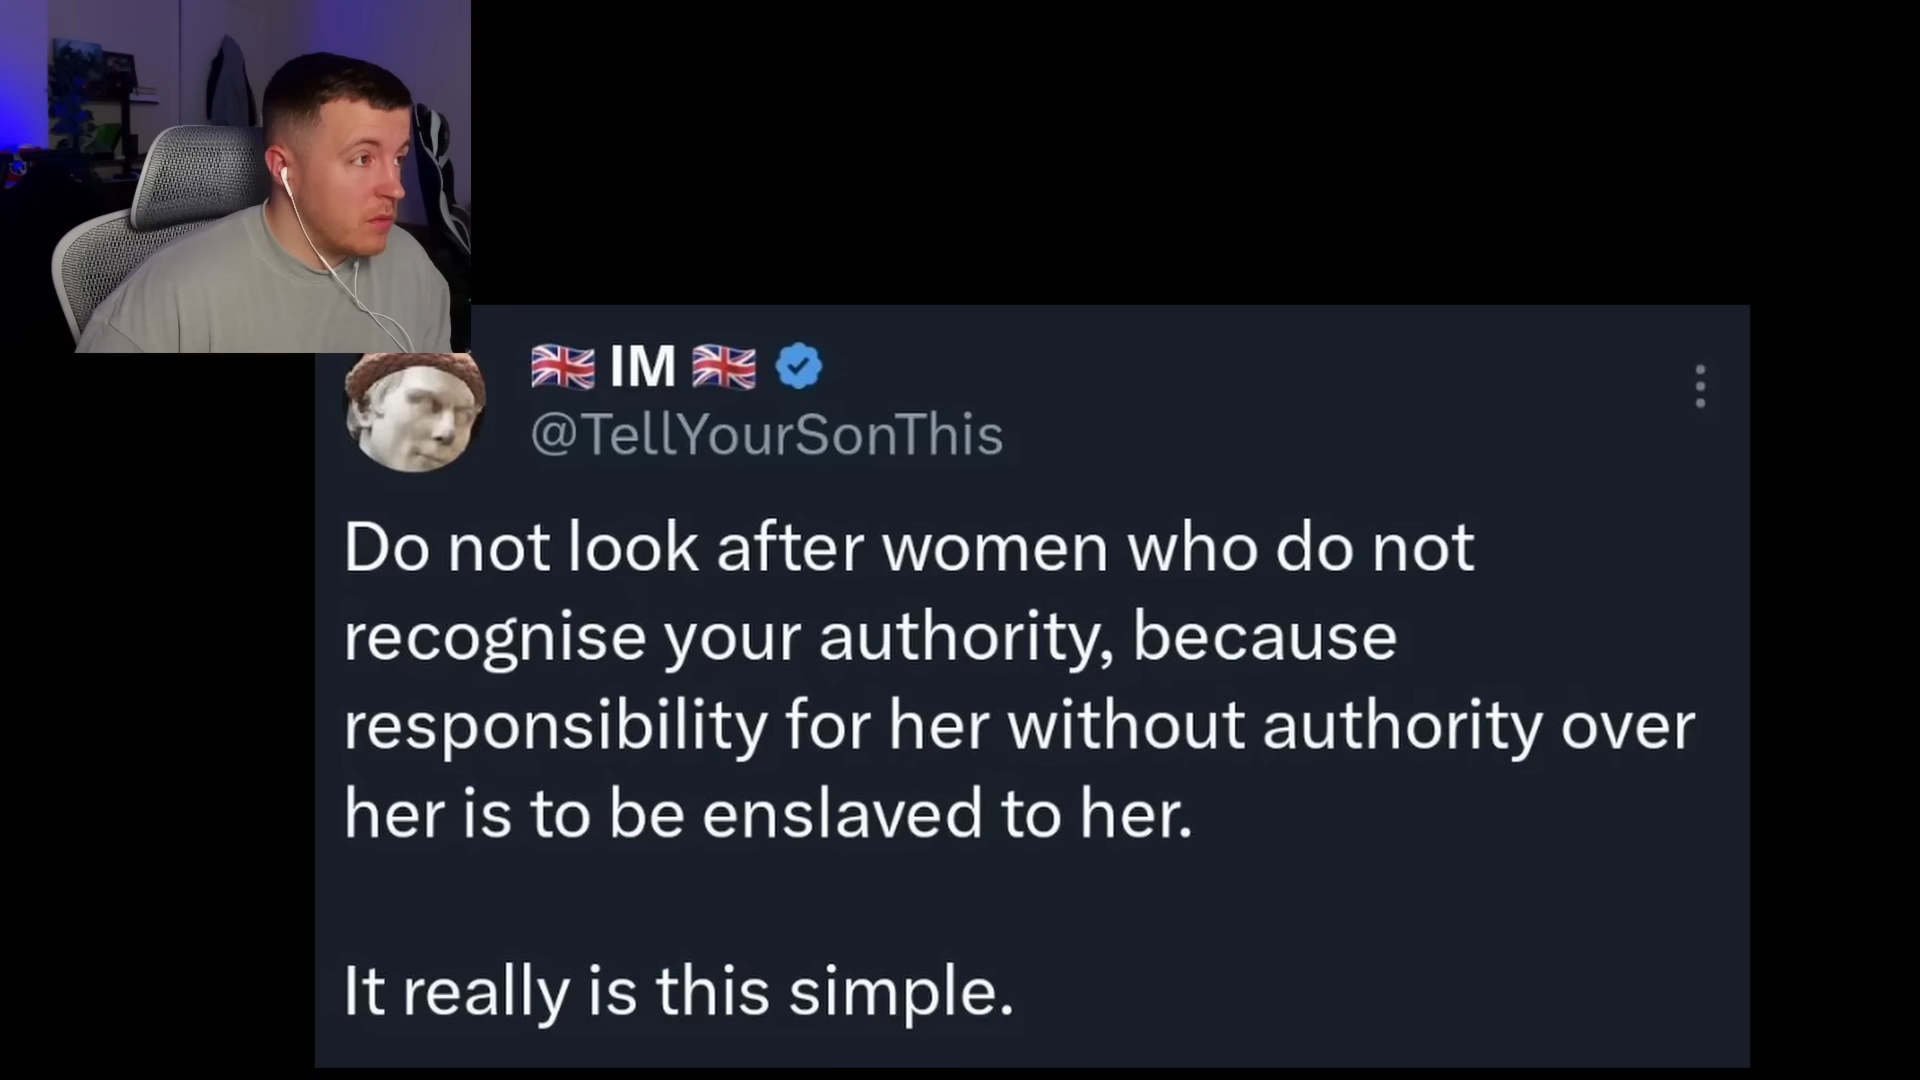 🇬🇧 IM 🇬🇧
@TellYourSonThis
Do not look after women who do not
recognise your authority, because
responsibility for her without authority over
her is to be enslaved to her.
It really is this simple.